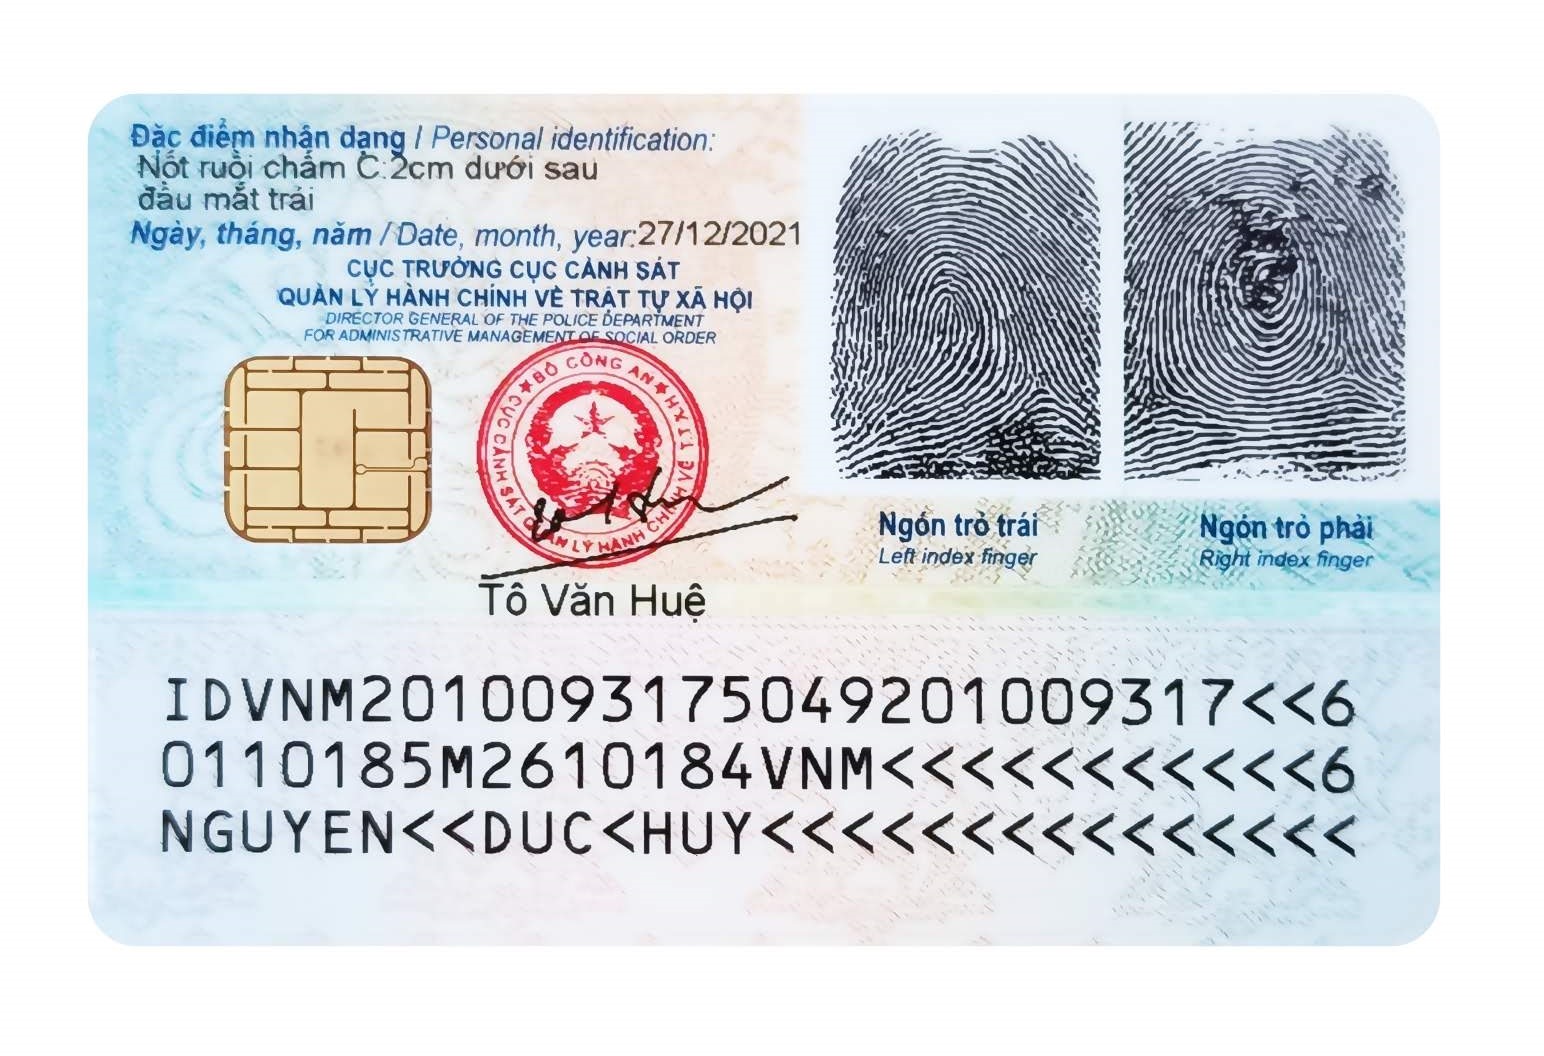 Đặc điểm nhận dạng / Personal identification:
Nốt ruồi chấm C:2cm dưới sau
đầu mắt trái
Ngày, tháng, năm / Date, month, year:27/12/2021
CỤC TRƯỞNG CỤC CẢNH SÁT
QUẢN LÝ HÀNH CHÍNH VỀ TRẬT TỰ XÃ HỘI
DIRECTOR GENERAL OF THE POLICE DEPARTMENT
FOR ADMINISTRATIVE MANAGEMENT OF SOCIAL ORDER
BỘ CÔNG AN
CỤC CẢNH SÁT QUẢN LÝ HÀNH CHÍNH VỀ TTXH
Tô Văn Huệ
Ngón trỏ trái
Left index finger
Ngón trỏ phải
Right index finger
IDVNM2010093175049201009317<<6
0110185M2610184VNM<<<<<<<<<<<6
NGUYEN<<DUC<HUY<<<<<<<<<<<<<<<